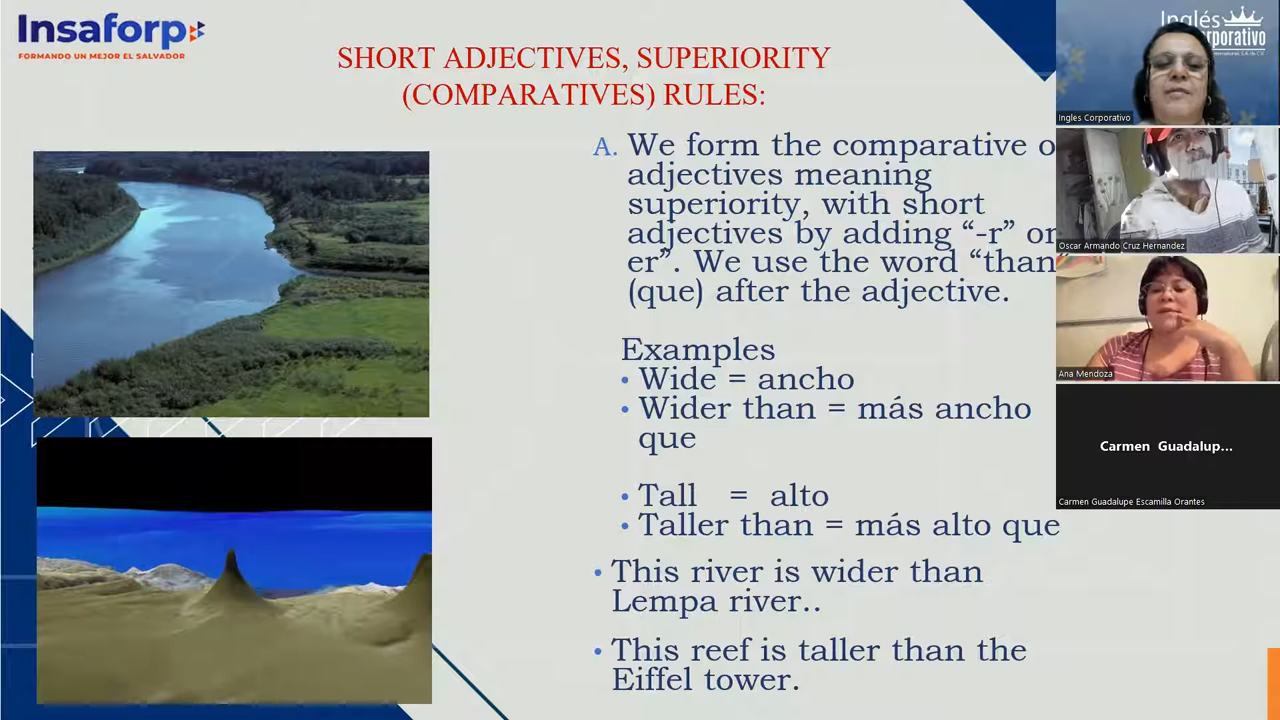 Insaforp
FORMANDO UN MEJOR EL SALVADOR
SHORT ADJECTIVES, SUPERIORITY
(COMPARATIVES) RULES:
A. We form the comparative o
adjectives meaning
superiority, with short
adjectives by adding “-r” or
er”. We use the word “than
(que) after the adjective.
Examples
• Wide = ancho
• Wider than = más ancho
que
• Tall = alto
• Taller than = más alto que
• This river is wider than
Lempa river..
• This reef is taller than the
Eiffel tower.
Inglés
orporativo
Ingles Corporativo
Oscar Armando Cruz Hernandez
Ana Mendoza
Carmen Guadalup...
Carmen Guadalupe Escamilla Orantes